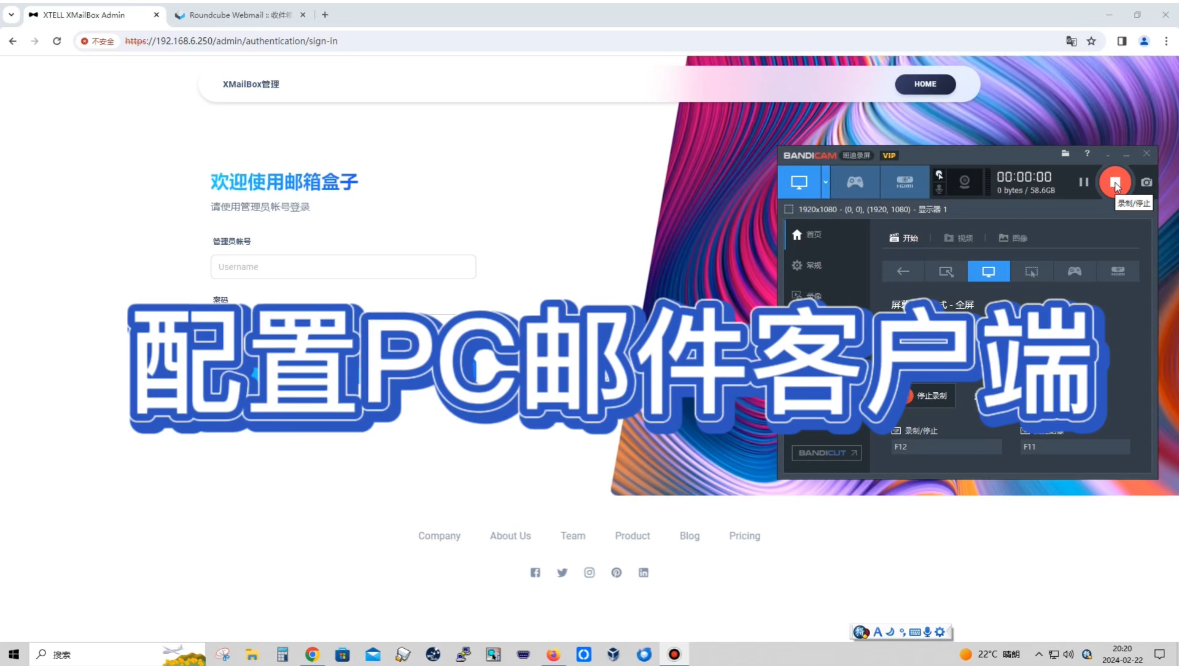 XTELL XMailBox Admin
Roundcube Webmail :: 收件箱
不安全 https://192.168.6.250/admin/authentication/sign-in
XMailBox管理
HOME
欢迎使用邮箱盒子
请使用管理员帐号登录
管理员帐号
Username
密码
BANDICAM 班迪录屏 VIP
00:00:00
0 bytes / 58.6GB
录制/停止
1920x1080 - (0, 0), (1920, 1080) - 显示器 1
首页
开始
视频
图像
常规
录像
式 - 全屏
配置PC邮件客户端
停止录制
录制/停止
F12
F11
BANDICUT
Company
About Us
Team
Product
Blog
Pricing
搜索
22°C 晴朗
20:20
2024-02-22